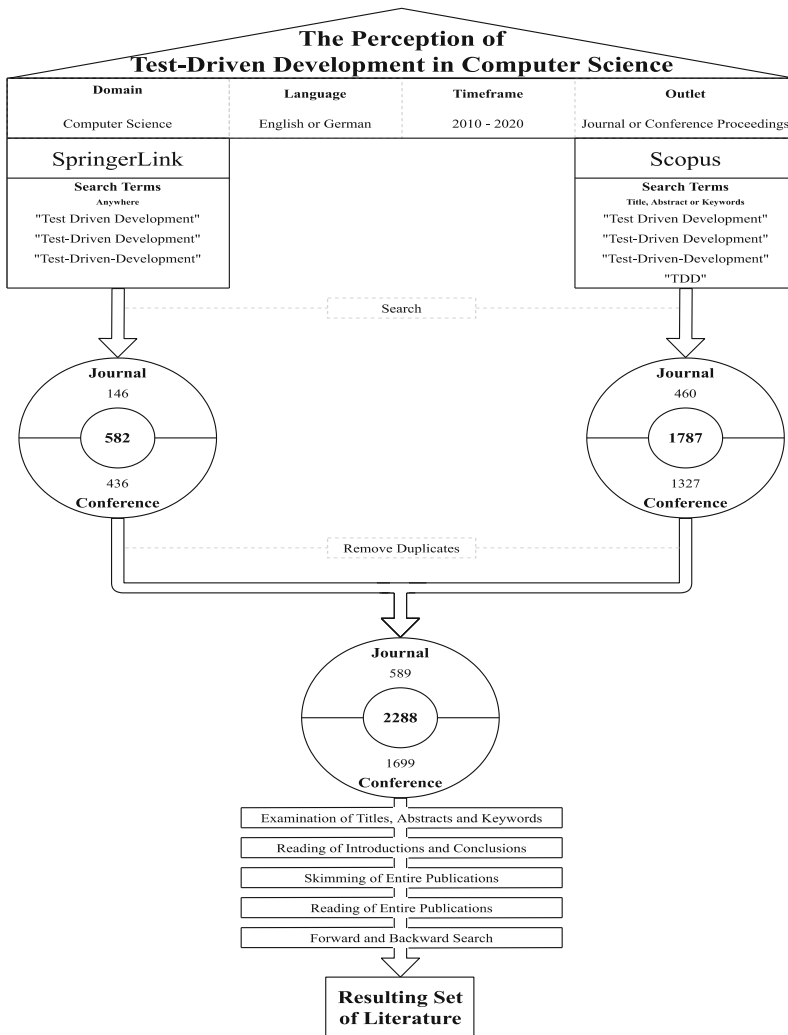 The Perception of
Test-Driven Development in Computer Science
Domain
Computer Science
Language
English or German
Timeframe
2010 - 2020
Outlet
Journal or Conference Proceedings
SpringerLink
Search Terms
Anywhere
"Test Driven Development"
"Test-Driven Development"
"Test-Driven-Development"
Scopus
Search Terms
Title, Abstract or Keywords
"Test Driven Development"
"Test-Driven Development"
"Test-Driven-Development"
"TDD"
Search
Journal
146
582
436
Conference
Journal
460
1787
1327
Conference
Remove Duplicates
Journal
589
2288
1699
Conference
Examination of Titles, Abstracts and Keywords
Reading of Introductions and Conclusions
Skimming of Entire Publications
Reading of Entire Publications
Forward and Backward Search
Resulting Set
of Literature